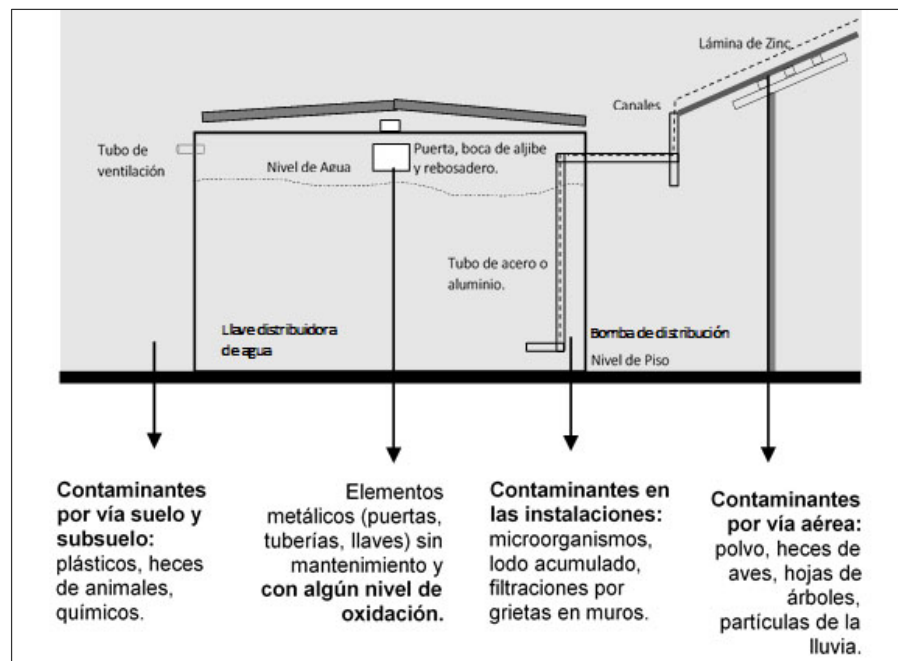 Lámina de Zinc.
Canales
Tubo de
ventilación
Puerta, boca de aljibe
y rebosadero.
Nivel de Agua
Tubo de acero o
aluminio.
Llave distribuidora
de agua
Bomba de distribución
Nivel de Piso
Contaminantes
por vía suelo y
subsuelo:
plásticos, heces
de animales,
químicos.
Elementos
metálicos (puertas,
tuberías, llaves) sin
mantenimiento y
con algún nivel de
oxidación.
Contaminantes en
las instalaciones:
microorganismos,
lodo acumulado,
filtraciones por
grietas en muros.
Contaminantes
por vía aérea:
polvo, heces de
aves, hojas de
árboles,
partículas de la
lluvia.